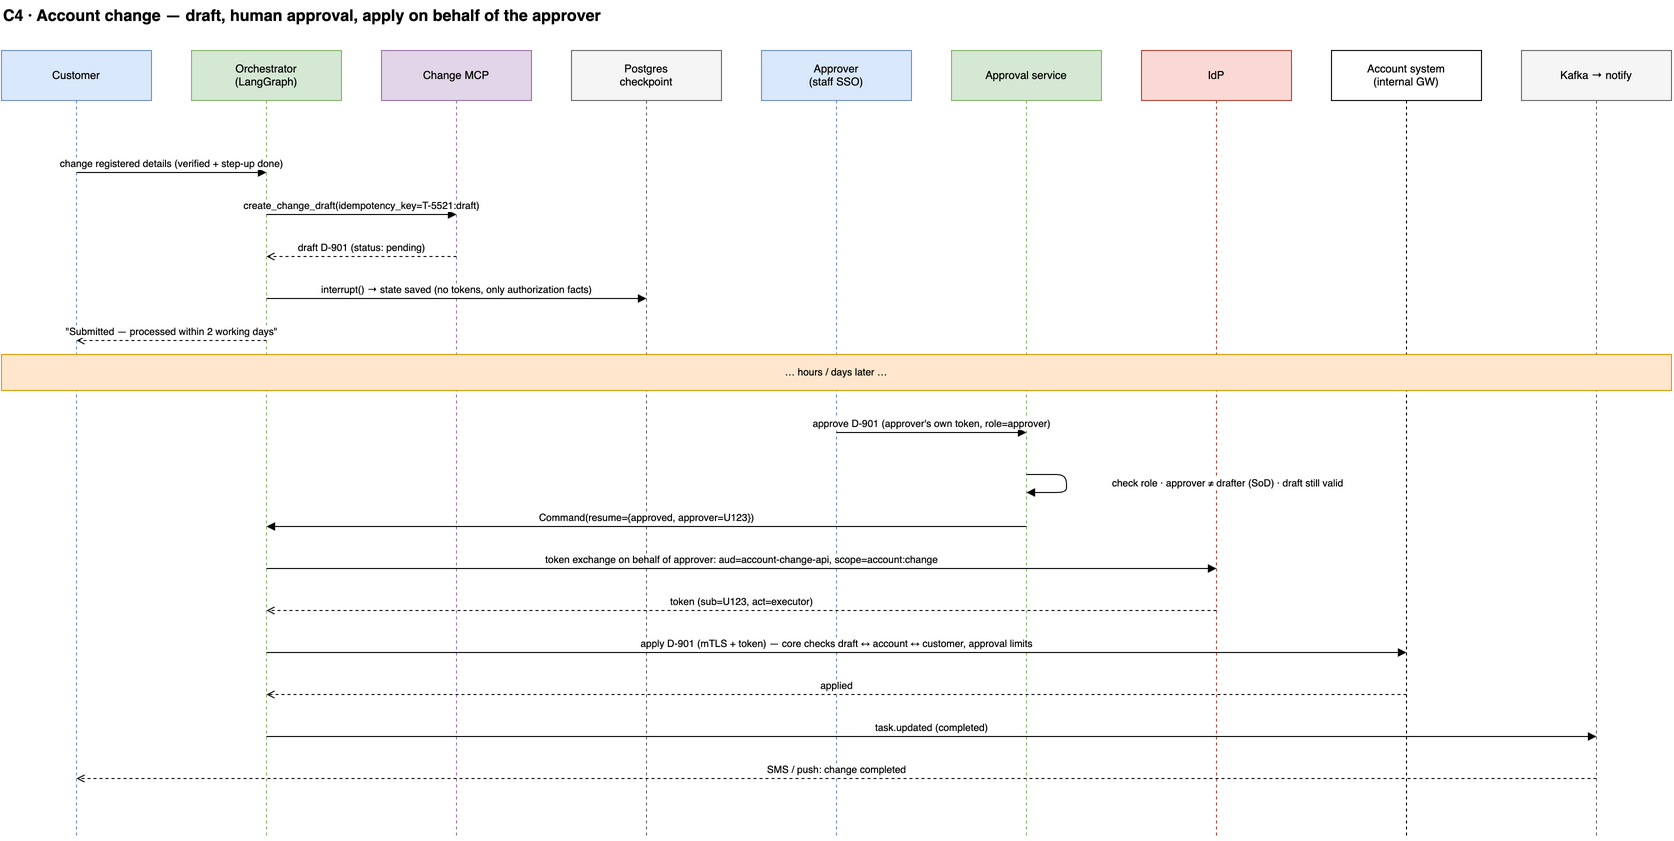 C4 · Account change — draft, human approval, apply on behalf of the approver
Customer
Orchestrator
(LangGraph)
Change MCP
Postgres
checkpoint
Approver
(staff SSO)
Approval service
IdP
Account system
(internal GW)
Kafka → notify
change registered details (verified + step-up done)
create_change_draft(idempotency_key=T-5521:draft)
draft D-901 (status: pending)
interrupt() → state saved (no tokens, only authorization facts)
"Submitted — processed within 2 working days"
... hours / days later ...
approve D-901 (approver's own token, role=approver)
check role · approver ≠ drafter (SoD) · draft still valid
Command(resume={approved, approver=U123})
token exchange on behalf of approver: aud=account-change-api, scope=account:change
token (sub=U123, act=executor)
apply D-901 (mTLS + token) — core checks draft ↔ account ↔ customer, approval limits
applied
task.updated (completed)
SMS / push: change completed